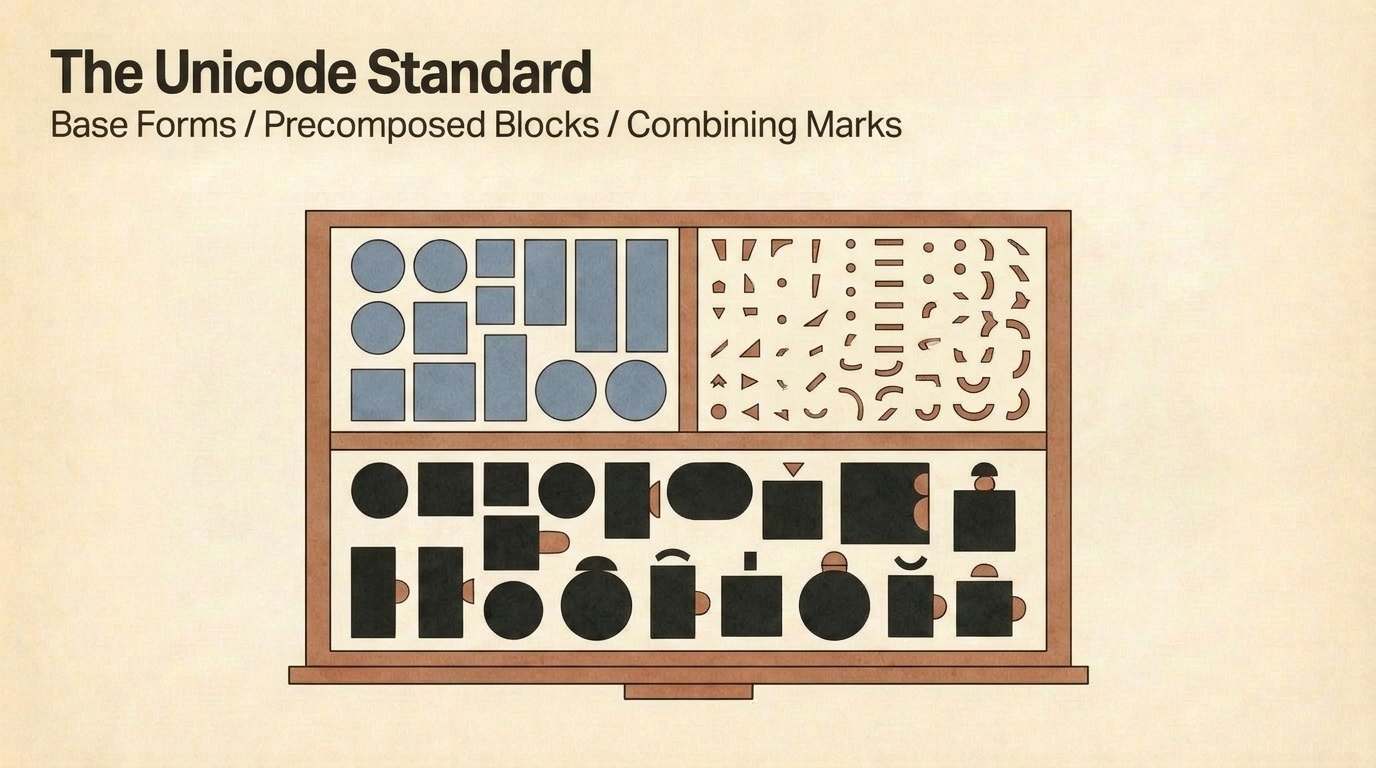 The Unicode Standard
Base Forms / Precomposed Blocks / Combining Marks